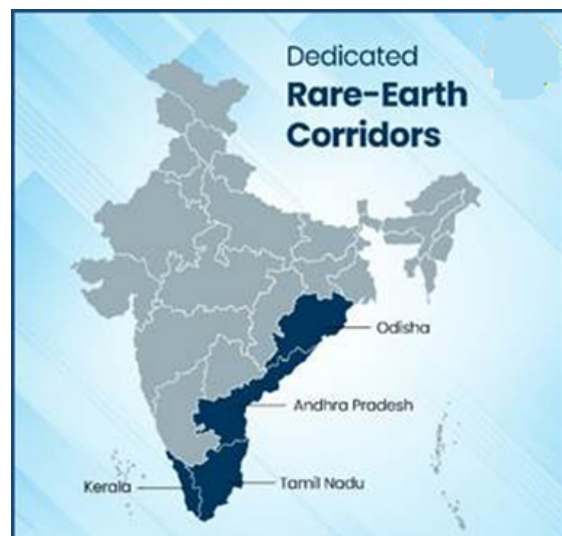 Dedicated
Rare-Earth
Corridors
Odisha
Andhra Pradesh
Kerala
Tamil Nadu